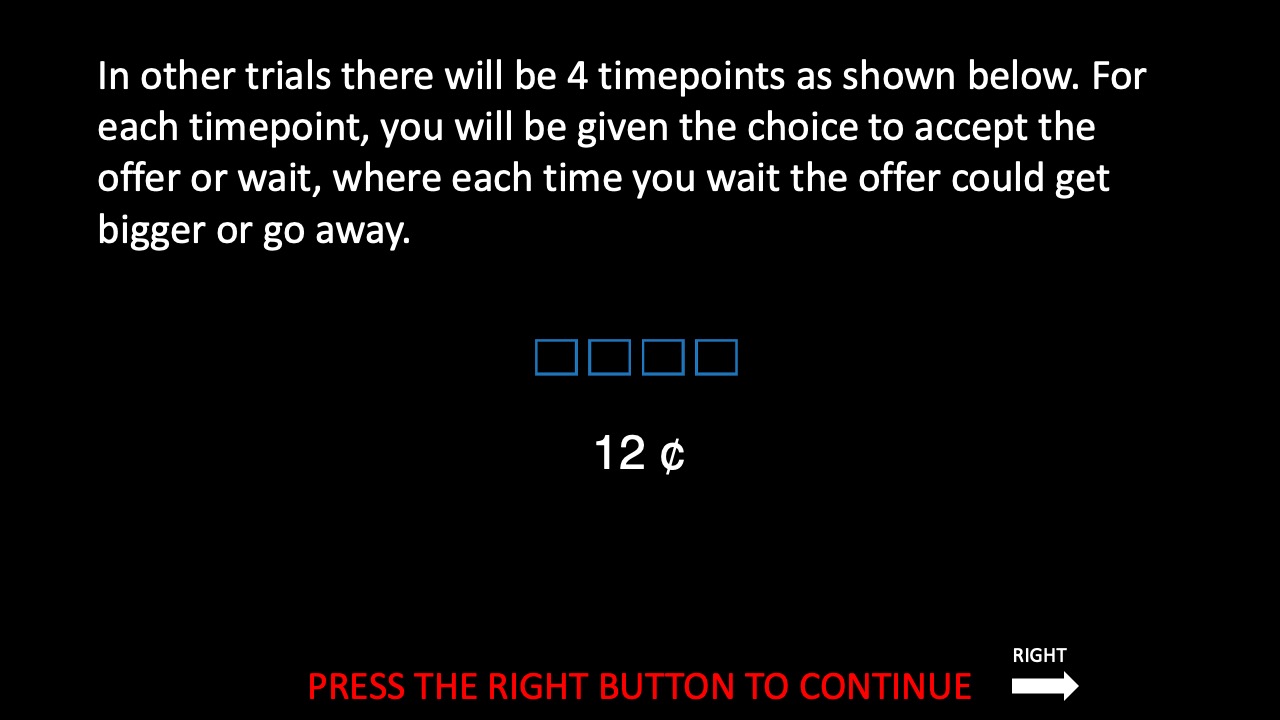 In other trials there will be 4 timepoints as shown below. For
each timepoint, you will be given the choice to accept the
offer or wait, where each time you wait the offer could get
bigger or go away.
12 ¢
RIGHT
PRESS THE RIGHT BUTTON TO CONTINUE